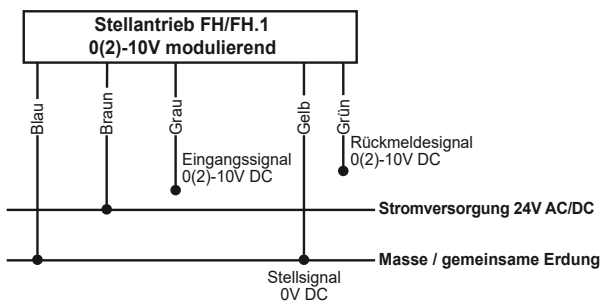 Stellantrieb FH/FH.1
0(2)-10V modulierend
Blau
Braun
Grau
Gelb
Grün
Eingangssignal
0(2)-10V DC
Rückmeldesignal
0(2)-10V DC
Stromversorgung 24V AC/DC
Masse / gemeinsame Erdung
Stellsignal
0V DC